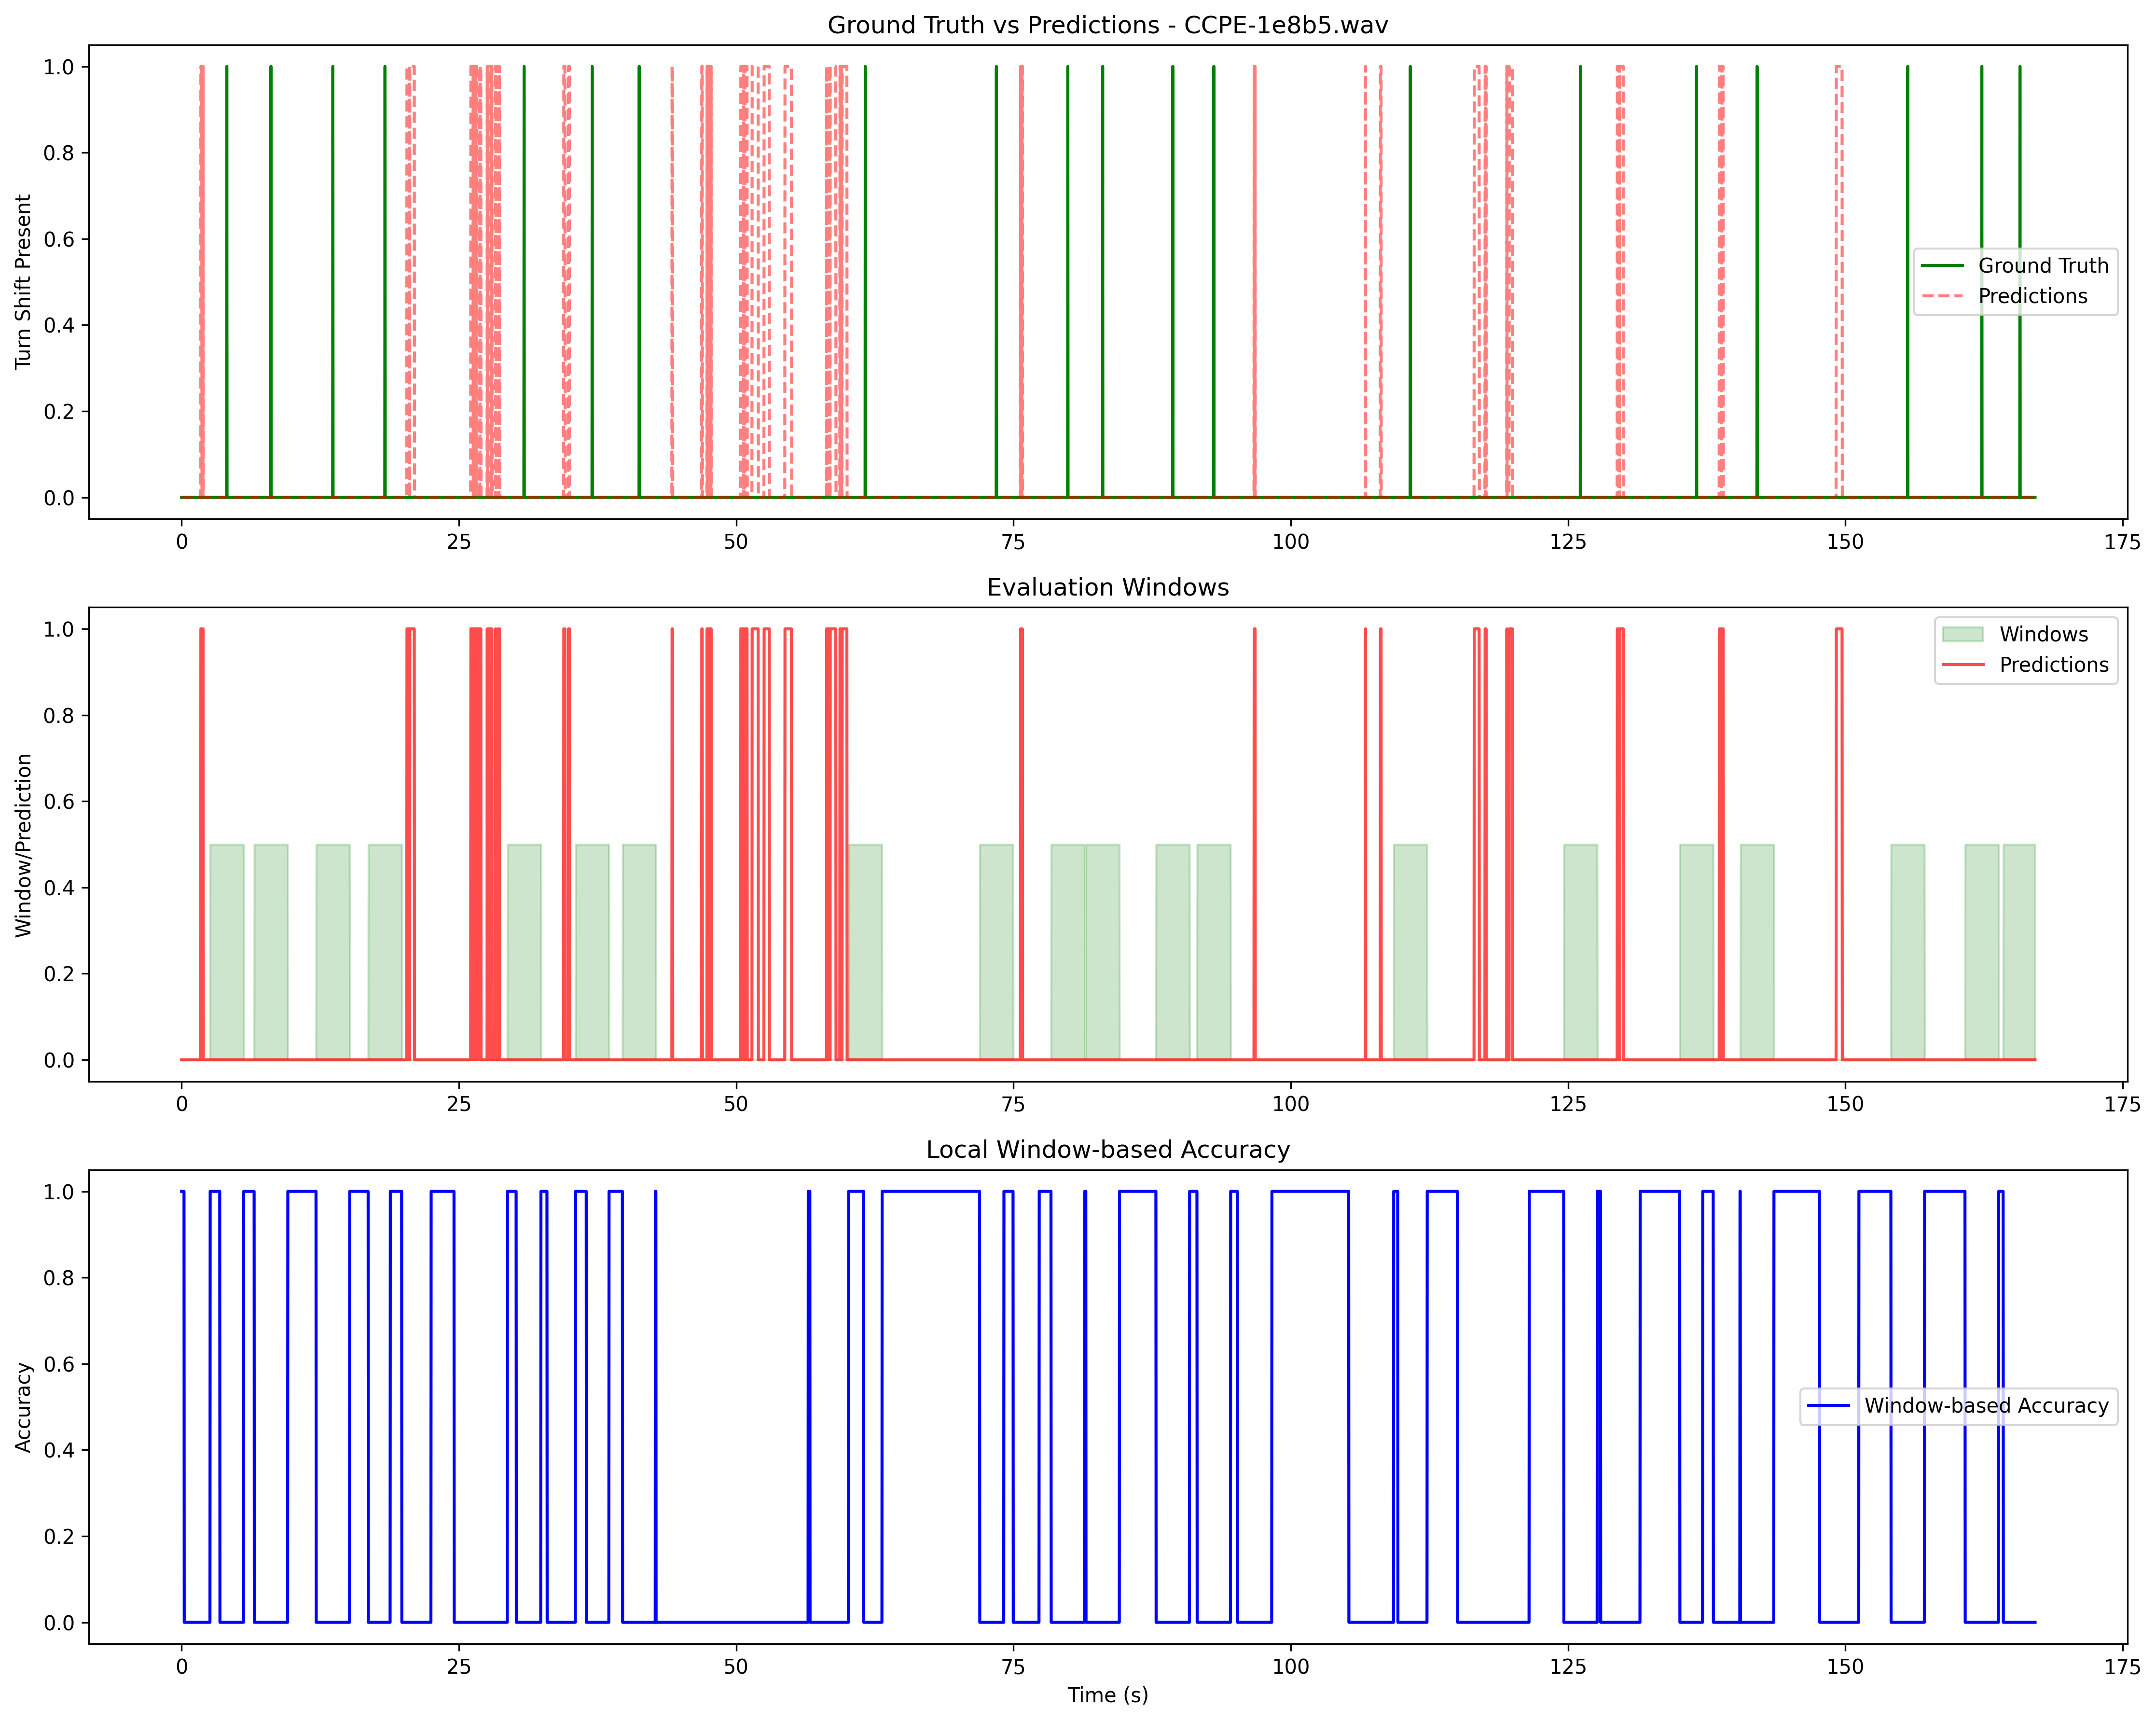 Ground Truth vs Predictions - CCPE-1e8b5.wav
Turn Shift Present
1.0
0.8
0.6
0.4
0.2
0.0
Ground Truth
Predictions
0 25 50 75 100 125 150 175
Evaluation Windows
Window/Prediction
1.0
0.8
0.6
0.4
0.2
0.0
Windows
Predictions
0 25 50 75 100 125 150 175
Local Window-based Accuracy
Accuracy
1.0
0.8
0.6
0.4
0.2
0.0
Window-based Accuracy
0 25 50 75 100 125 150 175
Time (s)